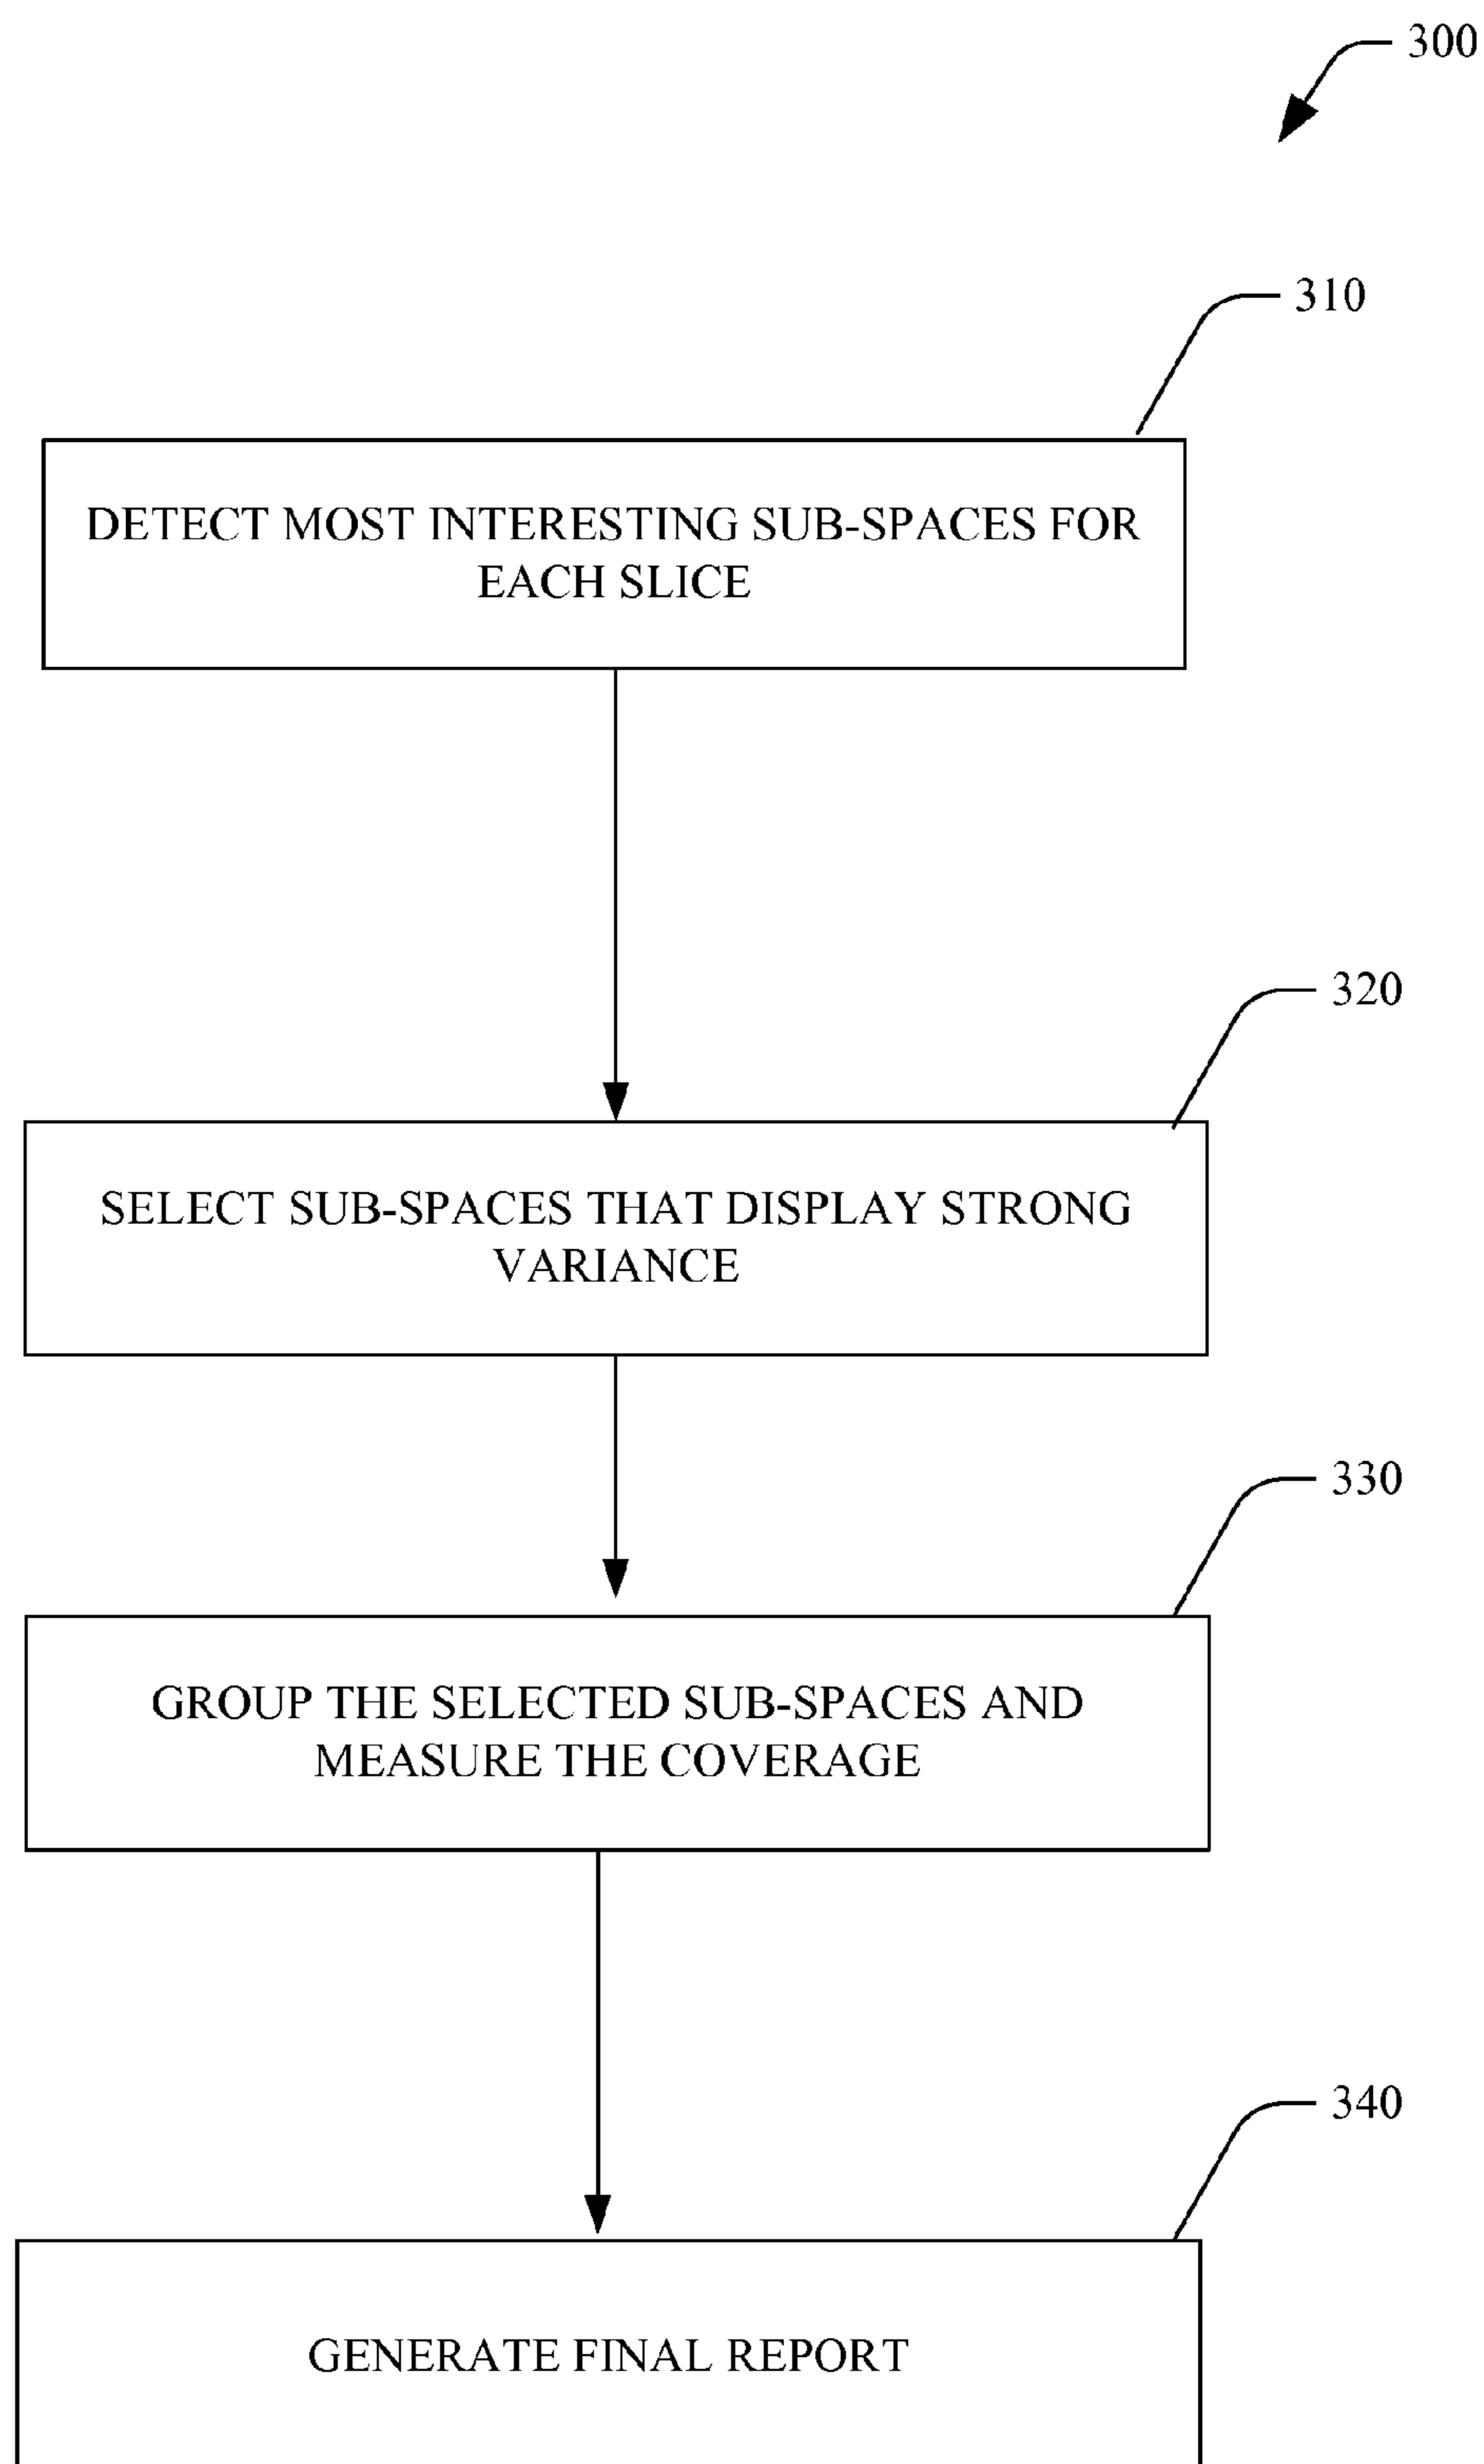 300
310
DETECT MOST INTERESTING SUB-SPACES FOR
EACH SLICE
320
SELECT SUB-SPACES THAT DISPLAY STRONG
VARIANCE
330
GROUP THE SELECTED SUB-SPACES AND
MEASURE THE COVERAGE
340
GENERATE FINAL REPORT